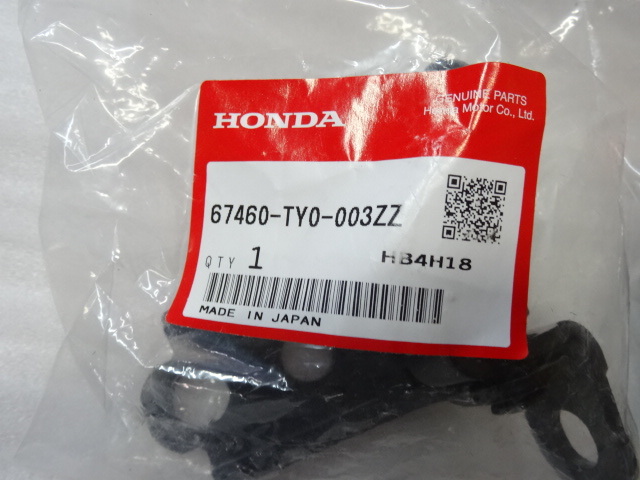 HONDA
GENUINE PARTS
Honda Motor Co., Ltd.
67460-TY0-003ZZ
QTY 1
HB4H18
MADE IN JAPAN